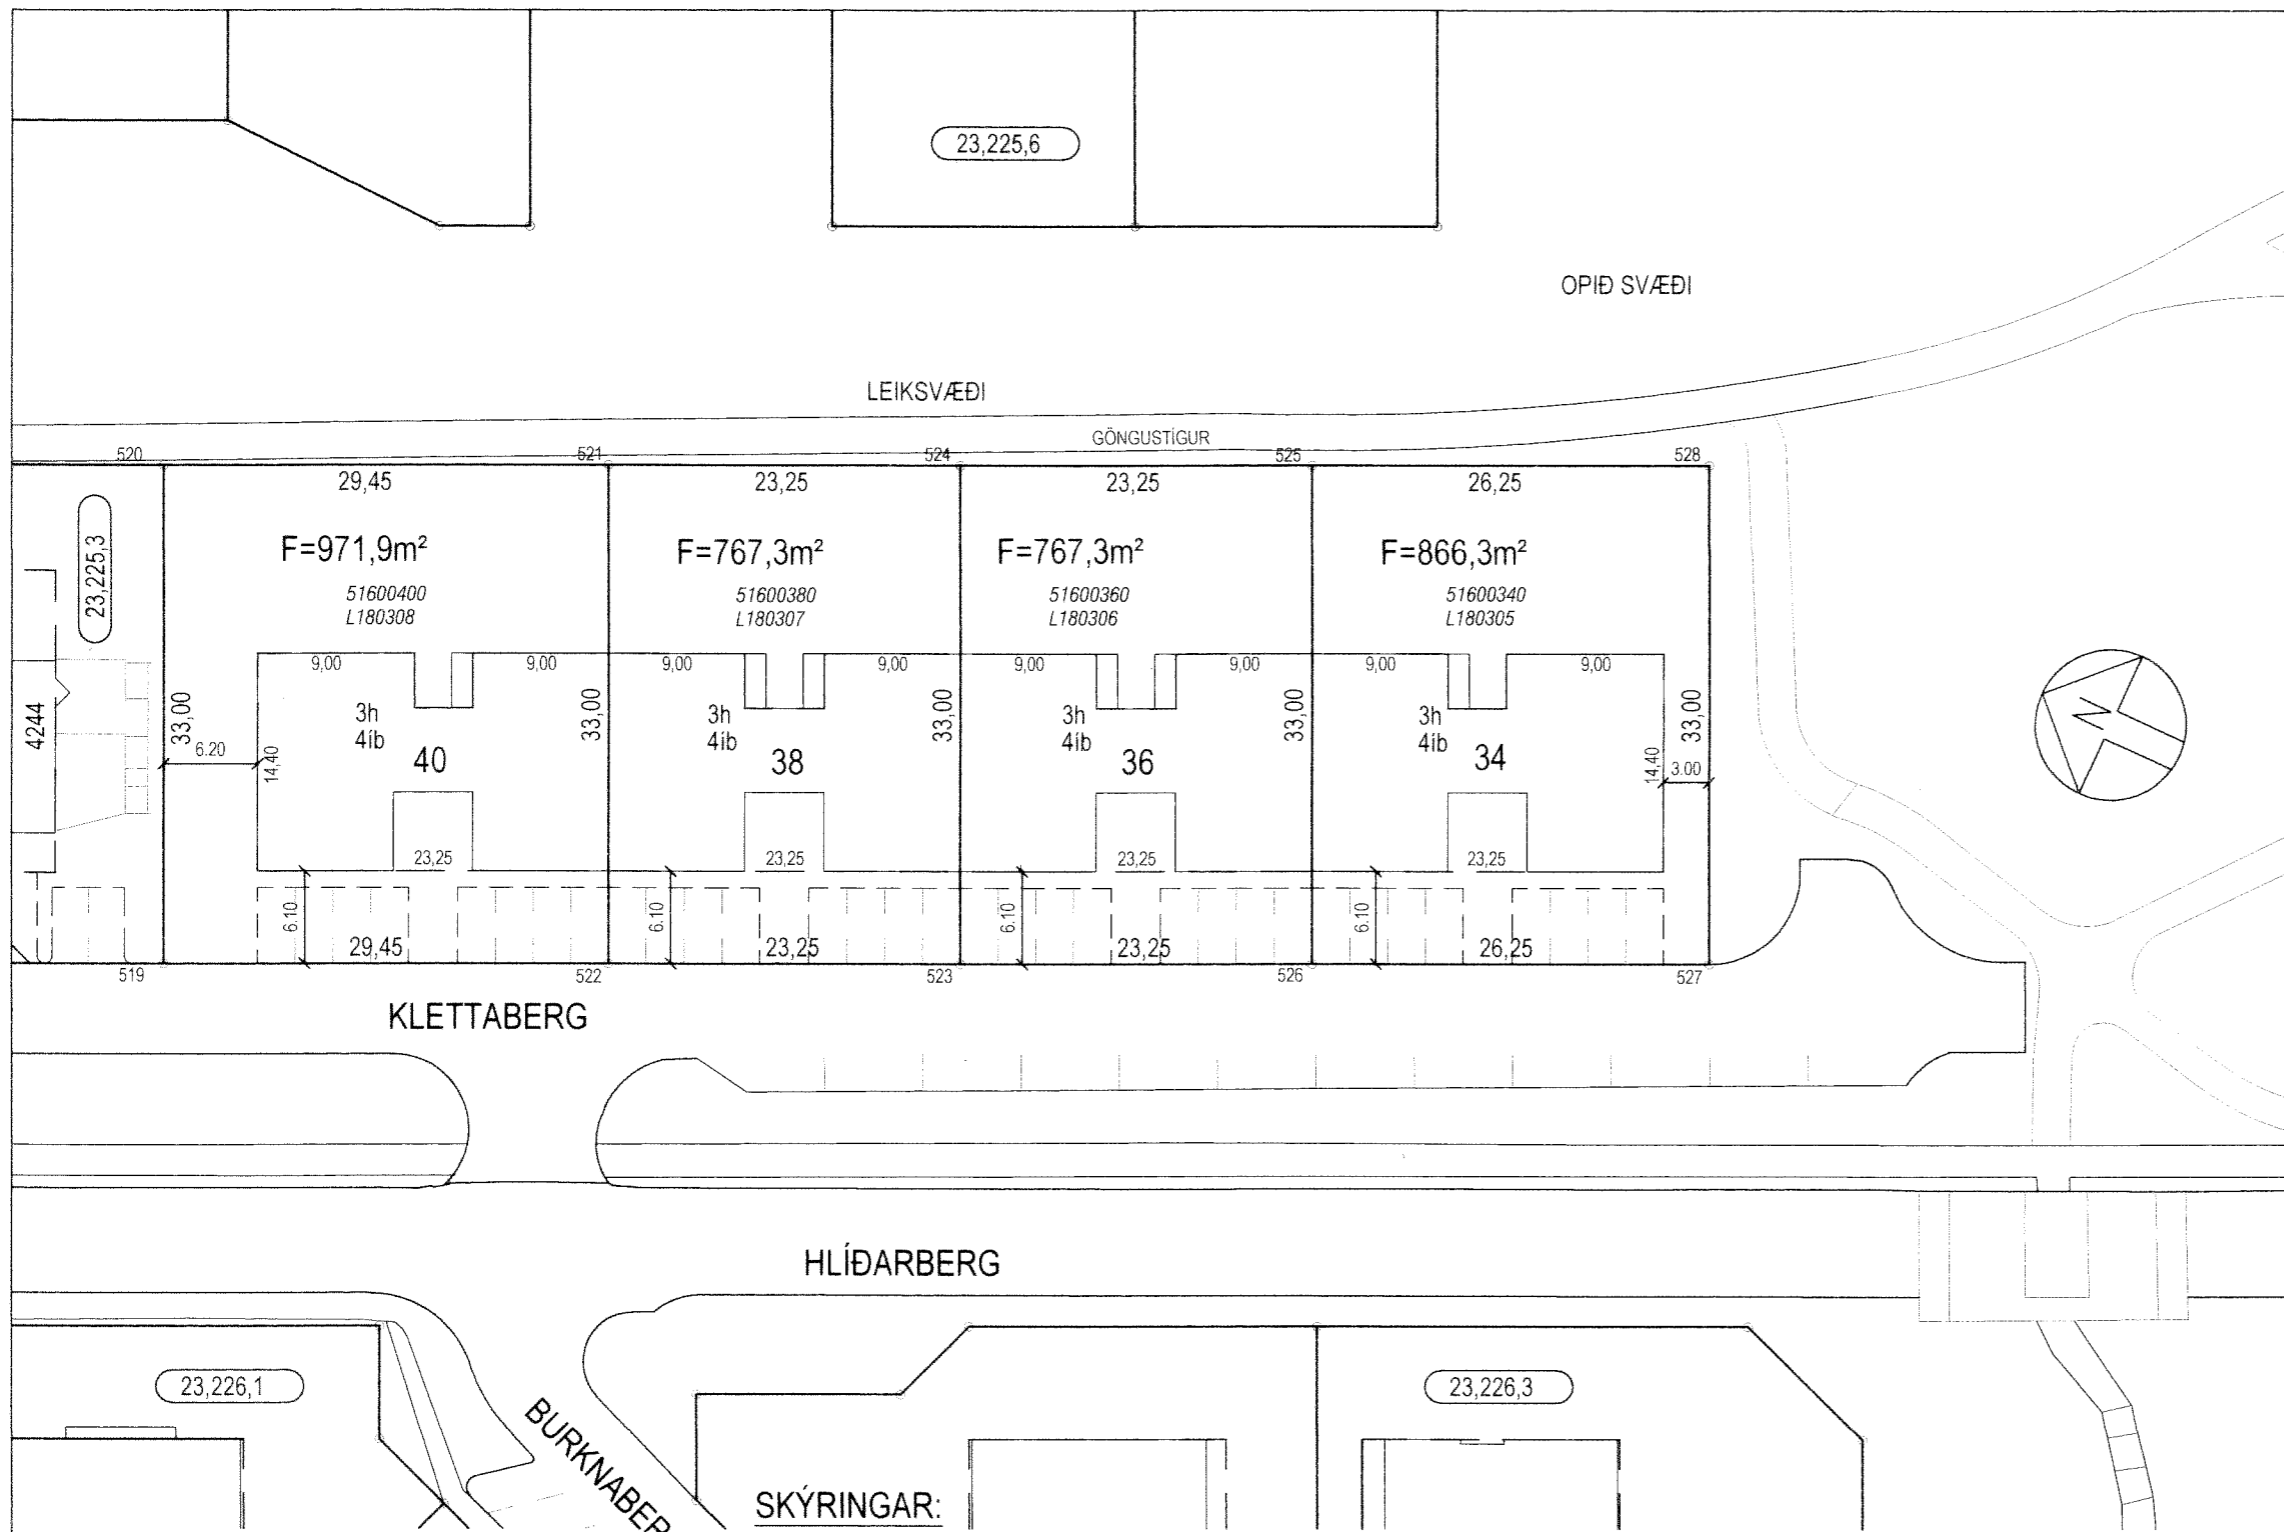 23,225,6
OPIÐ SVÆÐI
LEIKSVÆÐI
GÖNGUSTÍGUR
520
521
524
525
528
29,45
23,25
23,25
26,25
23,225,3
F=971,9m²
F=767,3m²
F=767,3m²
F=866,3m²
51600400
L180308
51600380
L180307
51600360
L180306
51600340
L180305
9,00
9,00
9,00
9,00
9,00
9,00
9,00
9,00
4244
33,00
6.20
14,40
3h
4íb
40
33,00
3h
4íb
38
33,00
3h
4íb
36
33,00
3h
4íb
34
14,40
33,00
3.00
N
23,25
23,25
23,25
23,25
6.10
6.10
6.10
6.10
29,45
23,25
23,25
26,25
519
522
523
526
527
KLETTABERG
HLÍÐARBERG
23,226,1
23,226,3
BURKNABER
SKÝRINGAR: